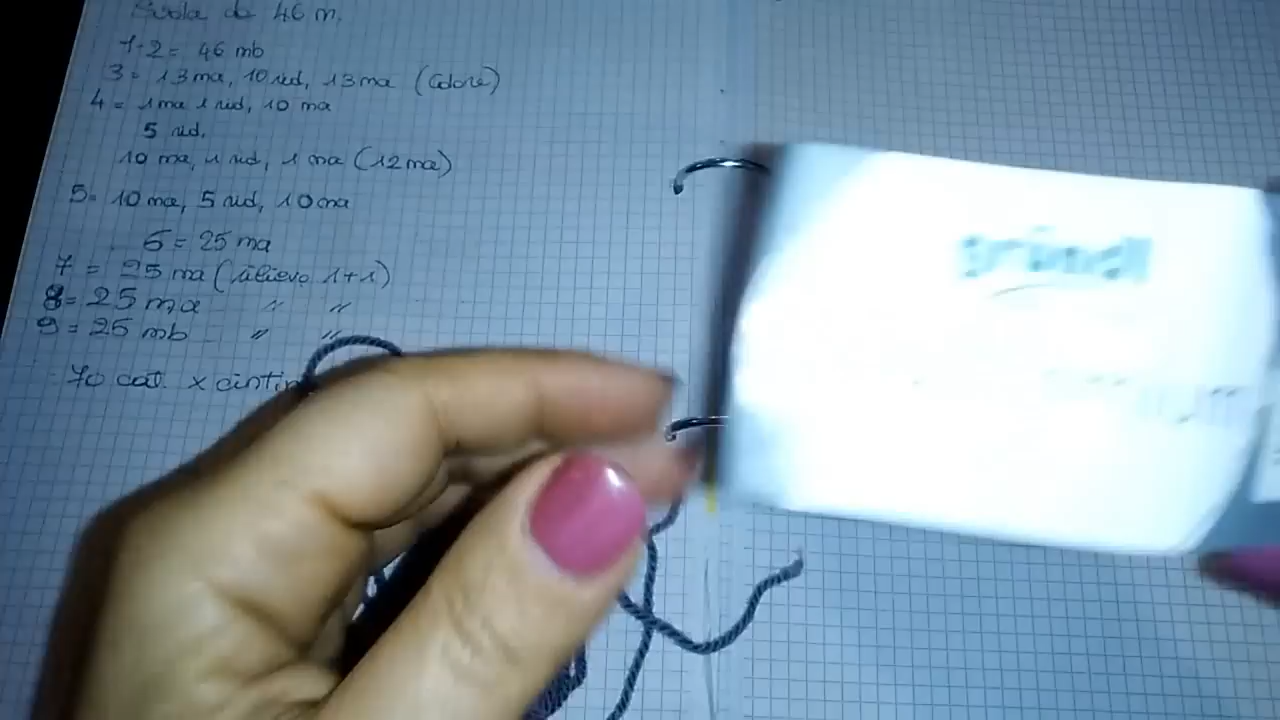 Suola da 46 m.
1-2 = 46 mb
3 = 13 ma, 10 rid, 13 ma (colore)
4 = 1 ma 1 rid, 10 ma
5 rid.
10 ma, 1 rid, 1 ma (12 ma)
5 = 10 ma, 5 rid, 10 ma
6 = 25 ma
7 = 25 ma (rilievo 1+1)
8 = 25 ma " "
9 = 25 mb " "
70 cat. x cintin
gründl